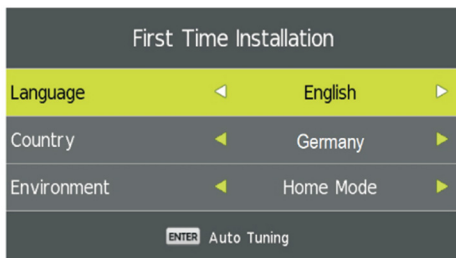 First Time Installation
Language English
Country Germany
Environment Home Mode
ENTER Auto Tuning